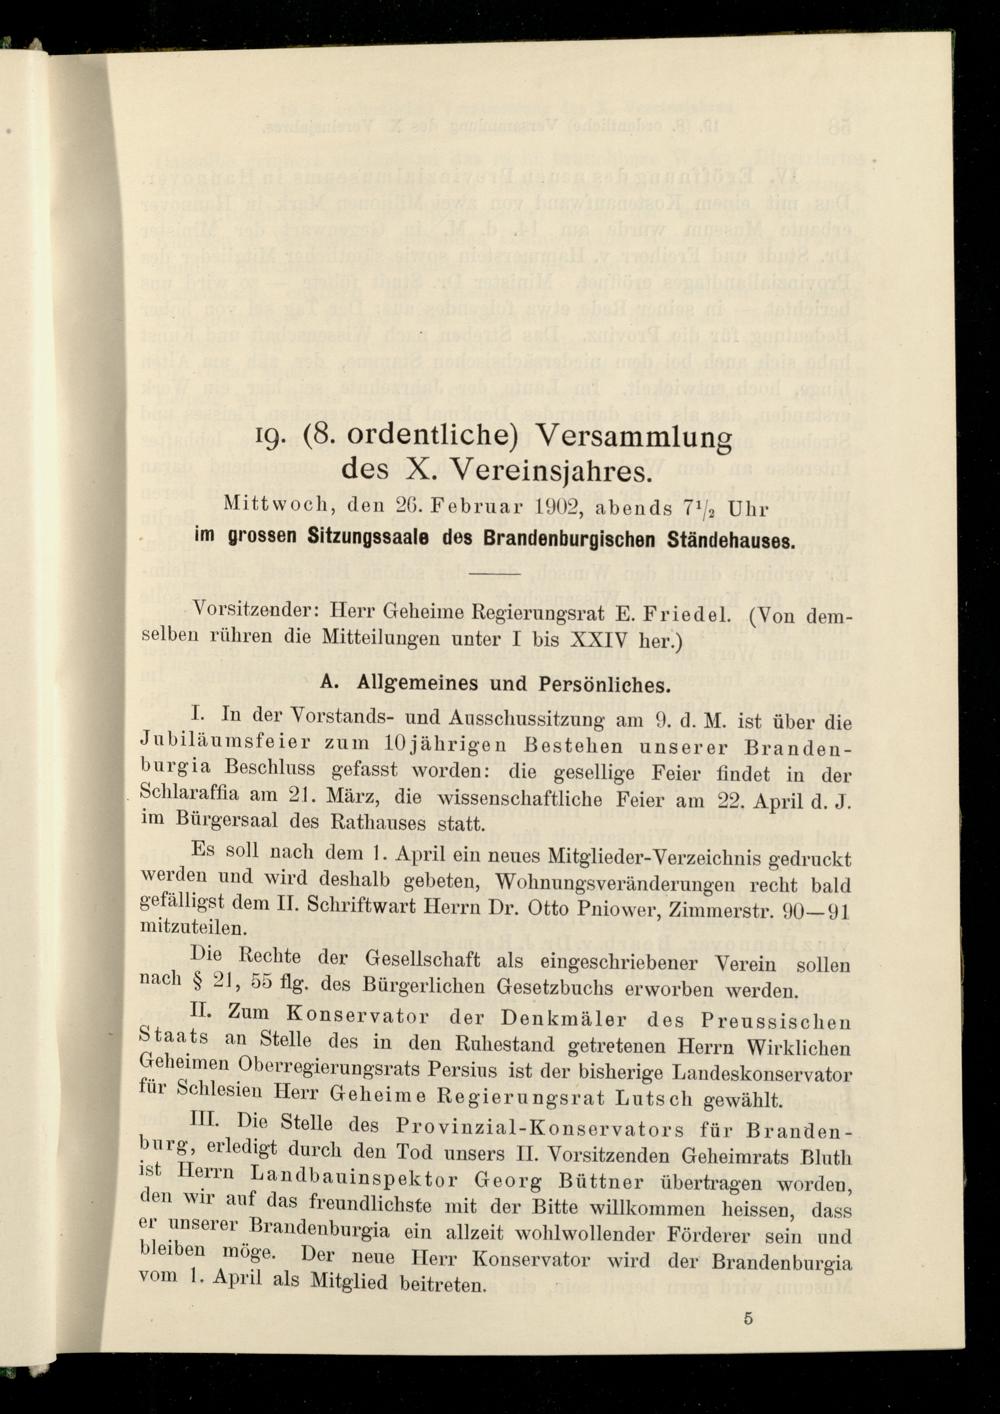 19. (8. ordentliche) Versammlung
des X. Vereinsjahres.
Mittwoch, den 26. Februar 1902, abends 7½ Uhr
im grossen Sitzungssaale des Brandenburgischen Ständehauses.
Vorsitzender: Herr Geheime Regierungsrat E. Friedel. (Von dem-
selben rühren die Mitteilungen unter I bis XXIV her.)
A. Allgemeines und Persönliches.
I. In der Vorstands- und Ausschussitzung am 9. d. M. ist über die
Jubiläumsfeier zum 10jährigen Bestehen unserer Branden-
burgia Beschluss gefasst worden: die gesellige Feier findet in der
Schlaraffia am 21. März, die wissenschaftliche Feier am 22. April d. J.
im Bürgersaal des Rathauses statt.
Es soll nach dem 1. April ein neues Mitglieder-Verzeichnis gedruckt
werden und wird deshalb gebeten, Wohnungsveränderungen recht bald
gefälligst dem II. Schriftwart Herrn Dr. Otto Pniower, Zimmerstr. 90—91
mitzuteilen.
Die Rechte der Gesellschaft als eingeschriebener Verein sollen
nach § 21, 55 flg. des Bürgerlichen Gesetzbuchs erworben werden.
II. Zum Konservator der Denkmäler des Preussischen
Staats an Stelle des in den Ruhestand getretenen Herrn Wirklichen
Geheimen Oberregierungsrats Persius ist der bisherige Landeskonservator
für Schlesien Herr Geheime Regierungsrat Lutsch gewählt.
III. Die Stelle des Provinzial-Konservators für Branden-
burg, erledigt durch den Tod unsers II. Vorsitzenden Geheimrats Bluth
ist Herrn Landbauinspektor Georg Büttner übertragen worden,
den wir auf das freundlichste mit der Bitte willkommen heissen, dass
er unserer Brandenburgia ein allzeit wohlwollender Förderer sein und
bleiben möge. Der neue Herr Konservator wird der Brandenburgia
vom 1. April als Mitglied beitreten.
5